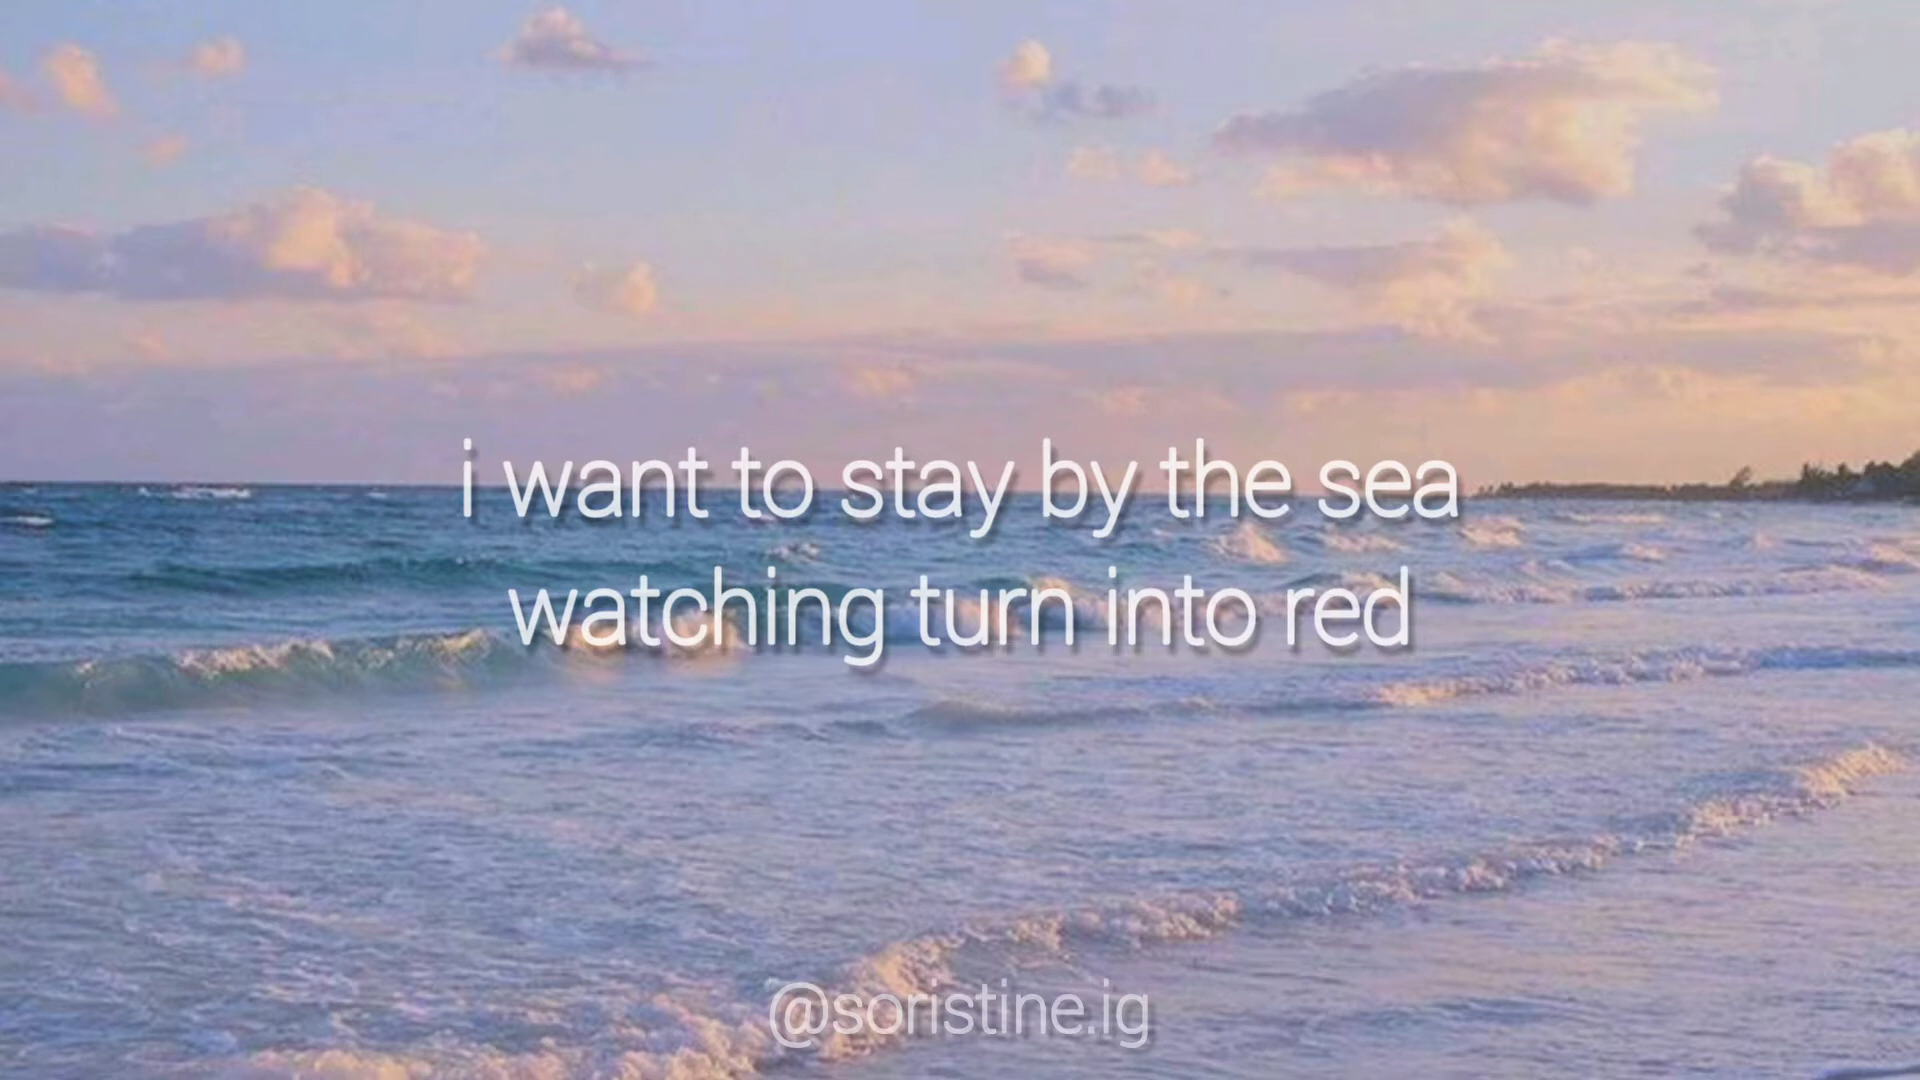 i want to stay by the sea
watching turn into red
@soristine.ig